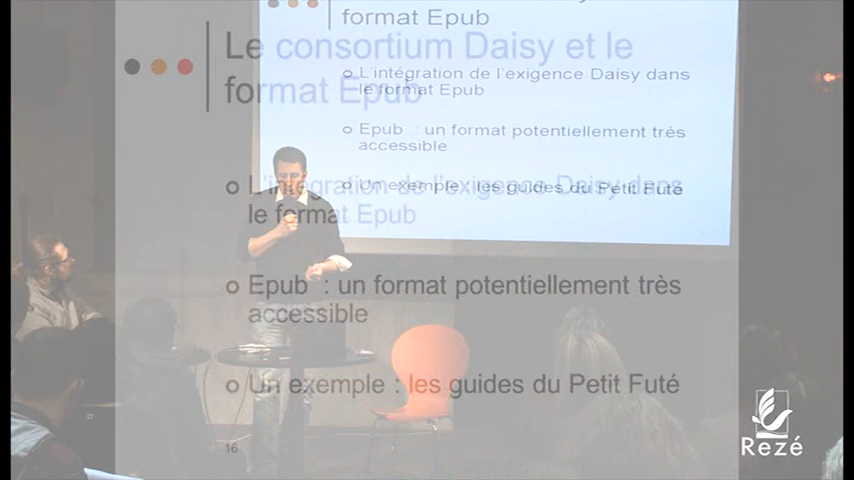 format Epub
Le consortium Daisy et le
format Epub
o L'intégration de l'exigence Daisy dans
le format Epub
o Epub : un format potentiellement très
accessible
o Un exemple : les guides du Petit Futé
o L'intégration de l'exigence Daisy dans
le format Epub
o Epub : un format potentiellement très
accessible
o Un exemple : les guides du Petit Futé
16
Rezé